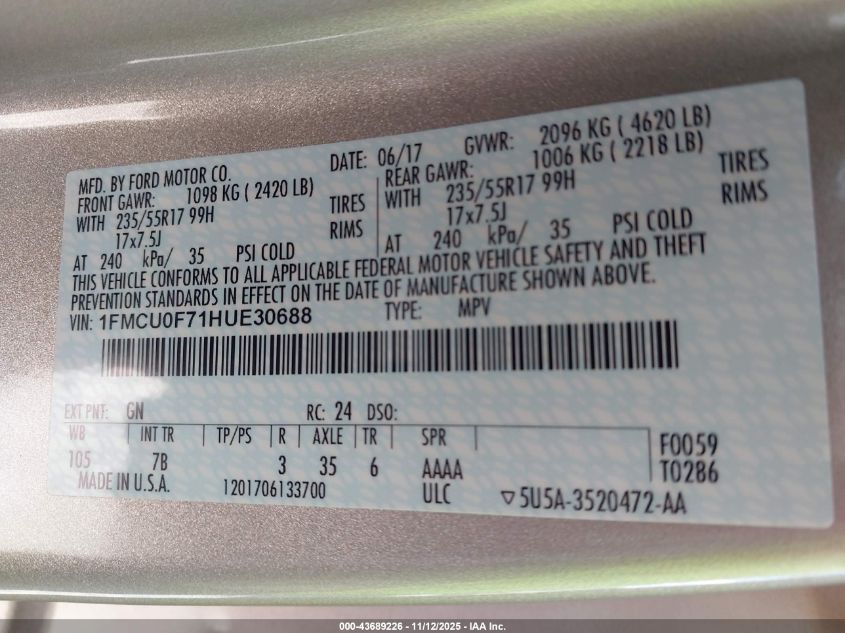 MFD. BY FORD MOTOR CO.
DATE: 06/17
GVWR: 2096 KG ( 4620 LB)
FRONT GAWR: 1098 KG ( 2420 LB)
WITH 235/55R17 99H TIRES
17x7.5J RIMS
AT 240 kPa/ 35 PSI COLD
REAR GAWR: 1006 KG ( 2218 LB)
WITH 235/55R17 99H TIRES
17x7.5J RIMS
AT 240 kPa/ 35 PSI COLD
THIS VEHICLE CONFORMS TO ALL APPLICABLE FEDERAL MOTOR VEHICLE SAFETY AND THEFT
PREVENTION STANDARDS IN EFFECT ON THE DATE OF MANUFACTURE SHOWN ABOVE.
VIN: 1FMCU0F71HUE30688 TYPE: MPV
EXT PNT: GN RC: 24 DSO:
WB INT TR TP/PS R AXLE TR SPR
105 7B 3 35 6 AAAA
F0059
T0286
MADE IN U.S.A. 1201706133700 ULC ▽5U5A-3520472-AA
000-43689226 - 11/12/2025 - IAA Inc.